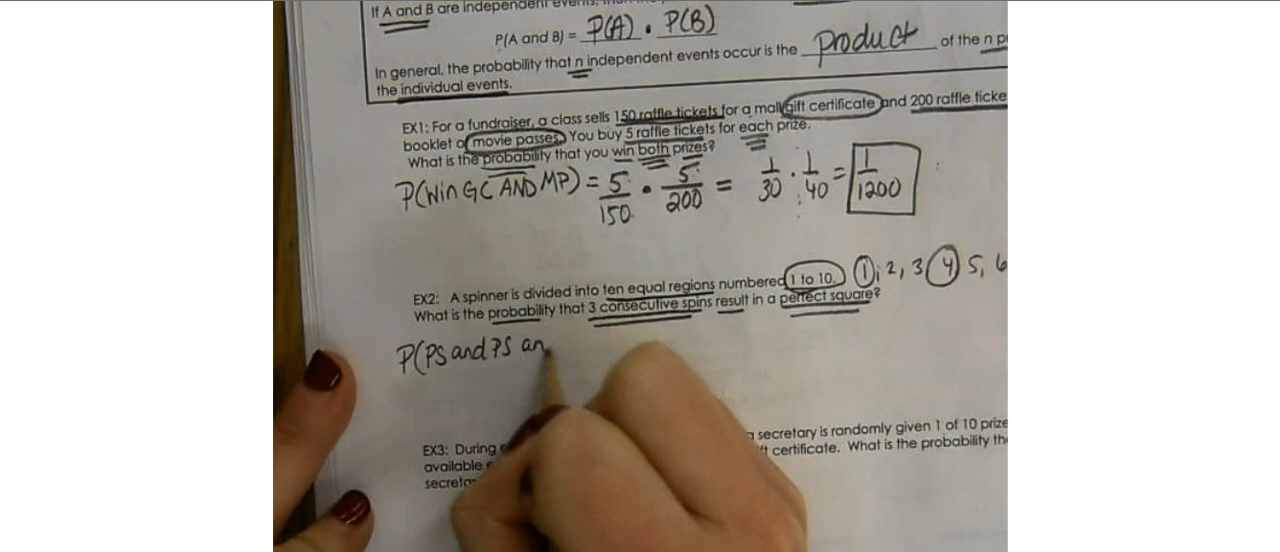 If A and B are independent events,
P(A and B) = P(A) • P(B)
In general, the probability that n independent events occur is the product of the n
the individual events.
EX1: For a fundraiser, a class sells 150 raffle tickets for a mall gift certificate and 200 raffle
booklet of movie passes. You buy 5 raffle tickets for each prize.
What is the probability that you win both prizes?
P(Win GC AND MP) = 5/150 • 5/200 = 1/30 • 1/40 = 1/1200
EX2: A spinner is divided into ten equal regions numbered 1 to 10. 1, 2, 3 4 5, 6
What is the probability that 3 consecutive spins result in a perfect square?
P(PS and PS an
EX3: During a secretary is randomly given 1 of 10
available certificate. What is the probability